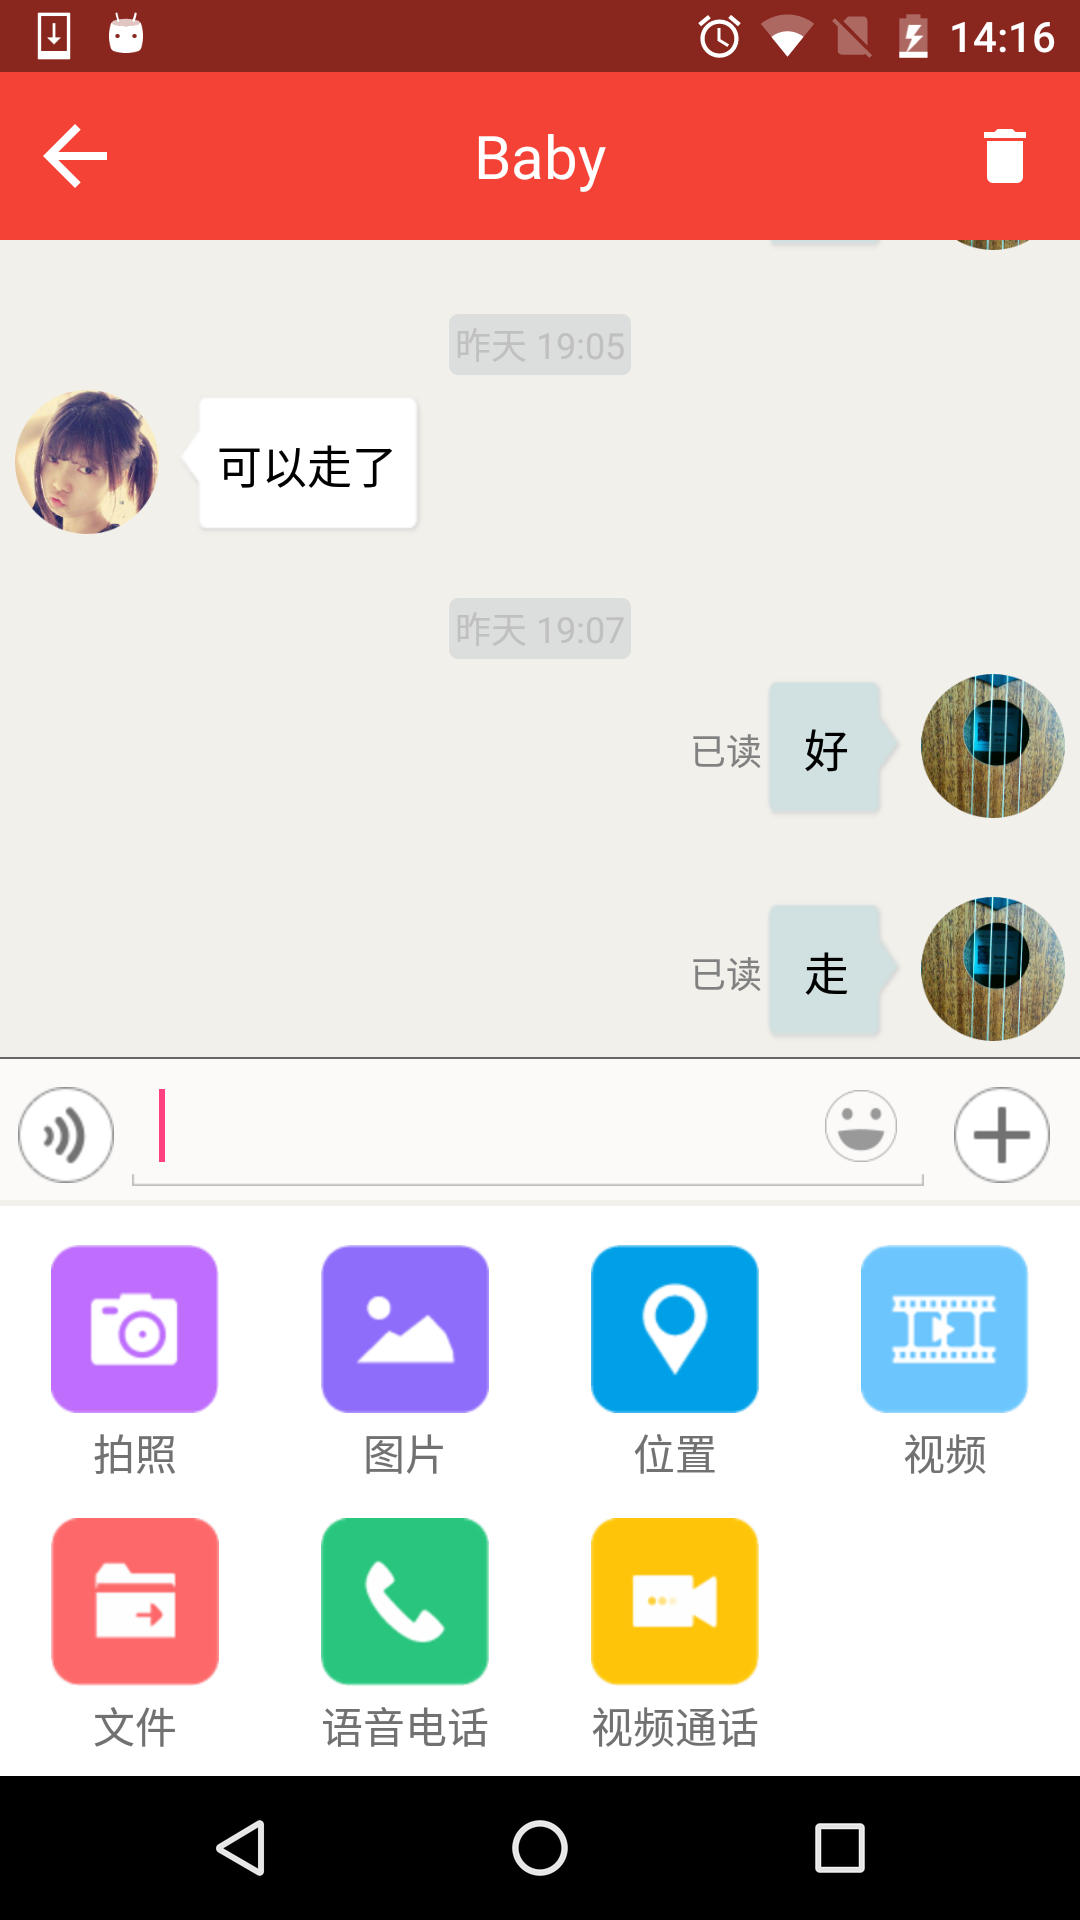 14:16
Baby
昨天 19:05
可以走了
昨天 19:07
已读 好
已读 走
拍照 图片 位置 视频
文件 语音电话 视频通话